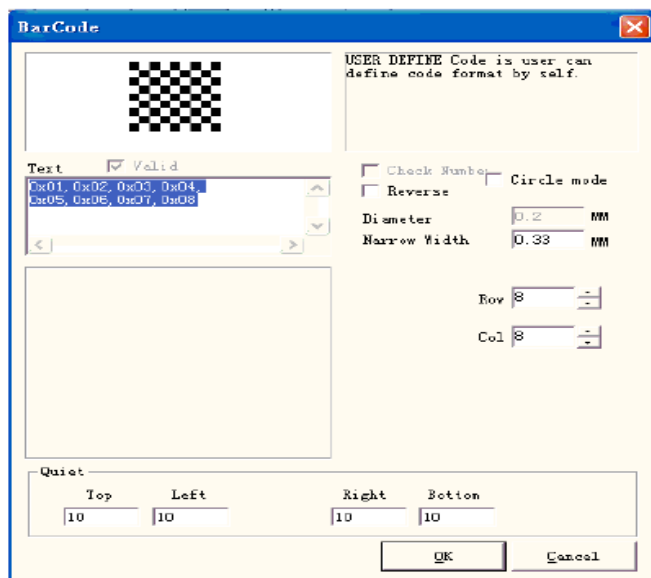 BarCode
USER DEFINE Code is user can
define code format by self.
Text
Valid
0x01, 0x02, 0x03, 0x04,
0x05, 0x06, 0x07, 0x08
Check Numbe
Circle mode
Reverse
Diameter 0.2 MM
Narrow Width 0.33 MM
Row 8
Col 8
Quiet
Top Left Right Bottom
10 10 10 10
OK Cancel